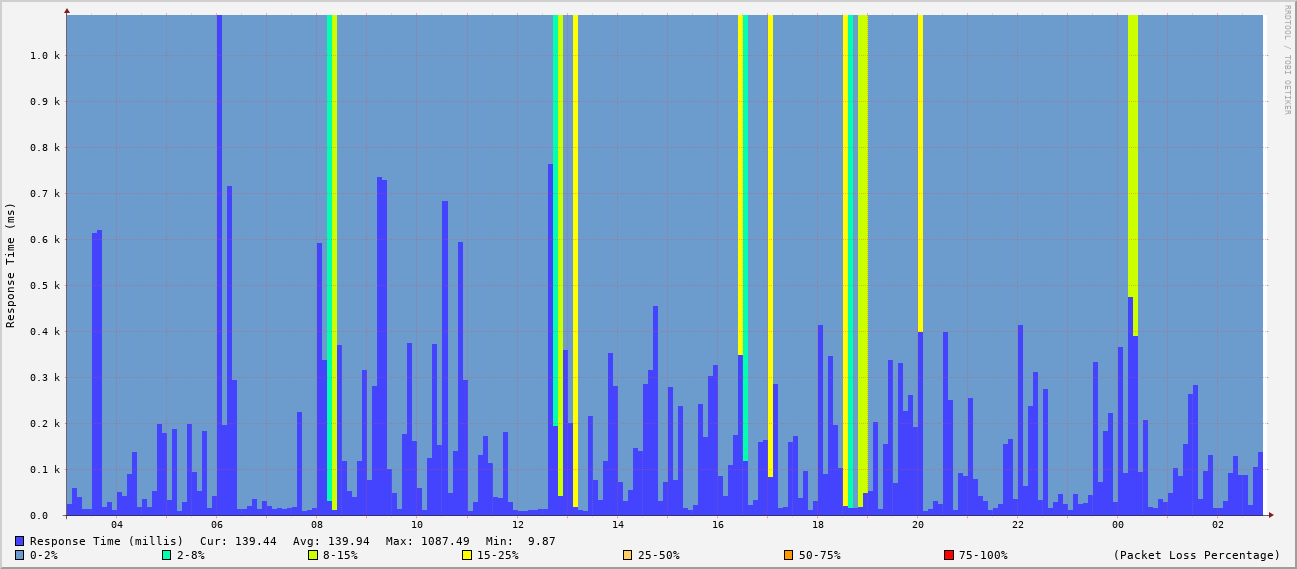 RRDTOOL / TOBI OETIKER
Response Time (ms)
1.0 k
0.9 k
0.8 k
0.7 k
0.6 k
0.5 k
0.4 k
0.3 k
0.2 k
0.1 k
0.0
04 06 08 10 12 14 16 18 20 22 00 02
Response Time (millis) Cur: 139.44 Avg: 139.94 Max: 1087.49 Min: 9.87
0-2% 2-8% 8-15% 15-25% 25-50% 50-75% 75-100% (Packet Loss Percentage)